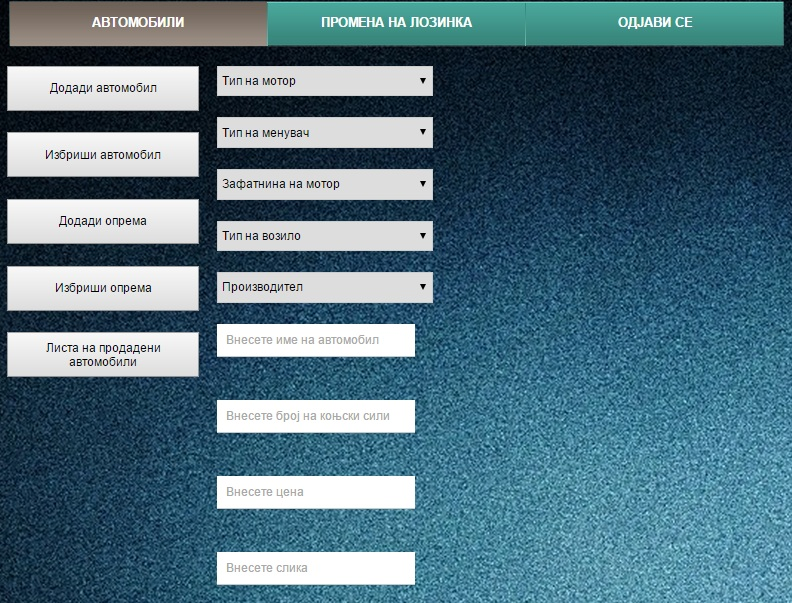 АВТОМОБИЛИ
ПРОМЕНА НА ЛОЗИНКА
ОДЈАВИ СЕ
Додади автомобил
Избриши автомобил
Додади опрема
Избриши опрема
Листа на продадени
автомобили
Тип на мотор
Тип на менувач
Зафатнина на мотор
Тип на возило
Производител
Внесете име на автомобил
Внесете број на коњски сили
Внесете цена
Внесете слика